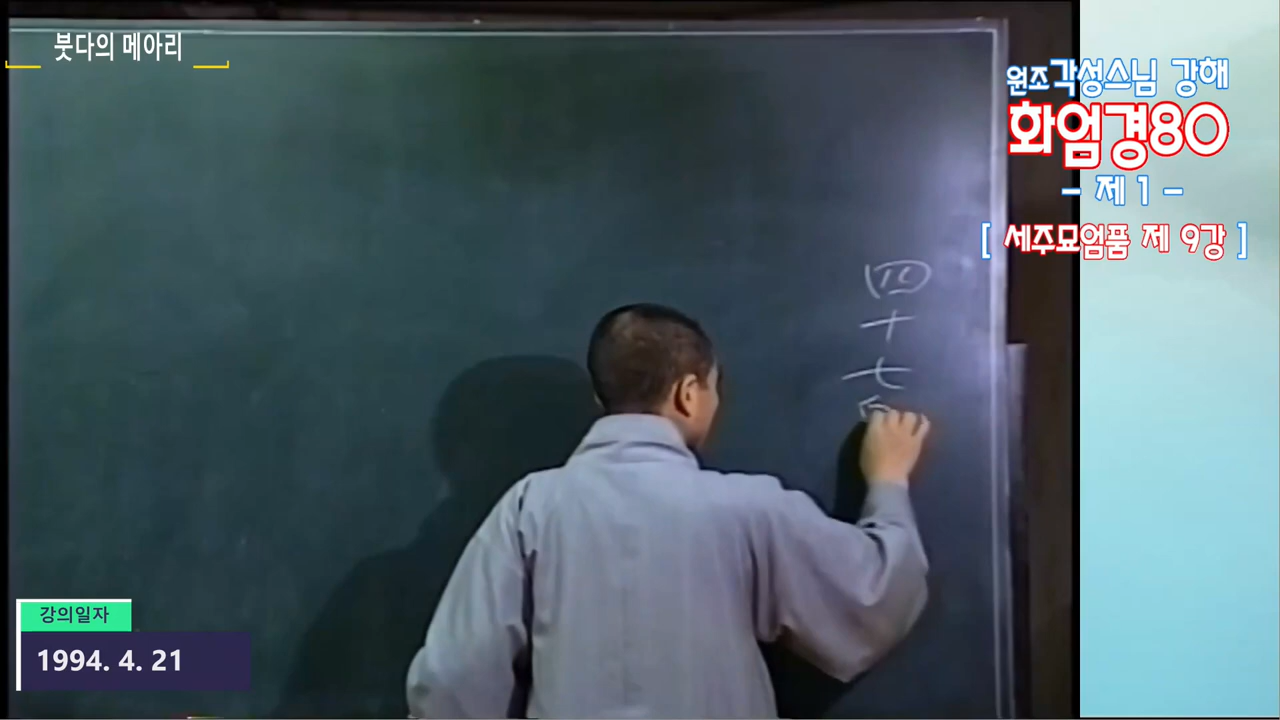 붓다의 메아리
원조각성스님 강해
화엄경80
- 제 1 -
[ 세주묘엄품 제 9강 ]
四
十
七
강의일자
1994. 4. 21